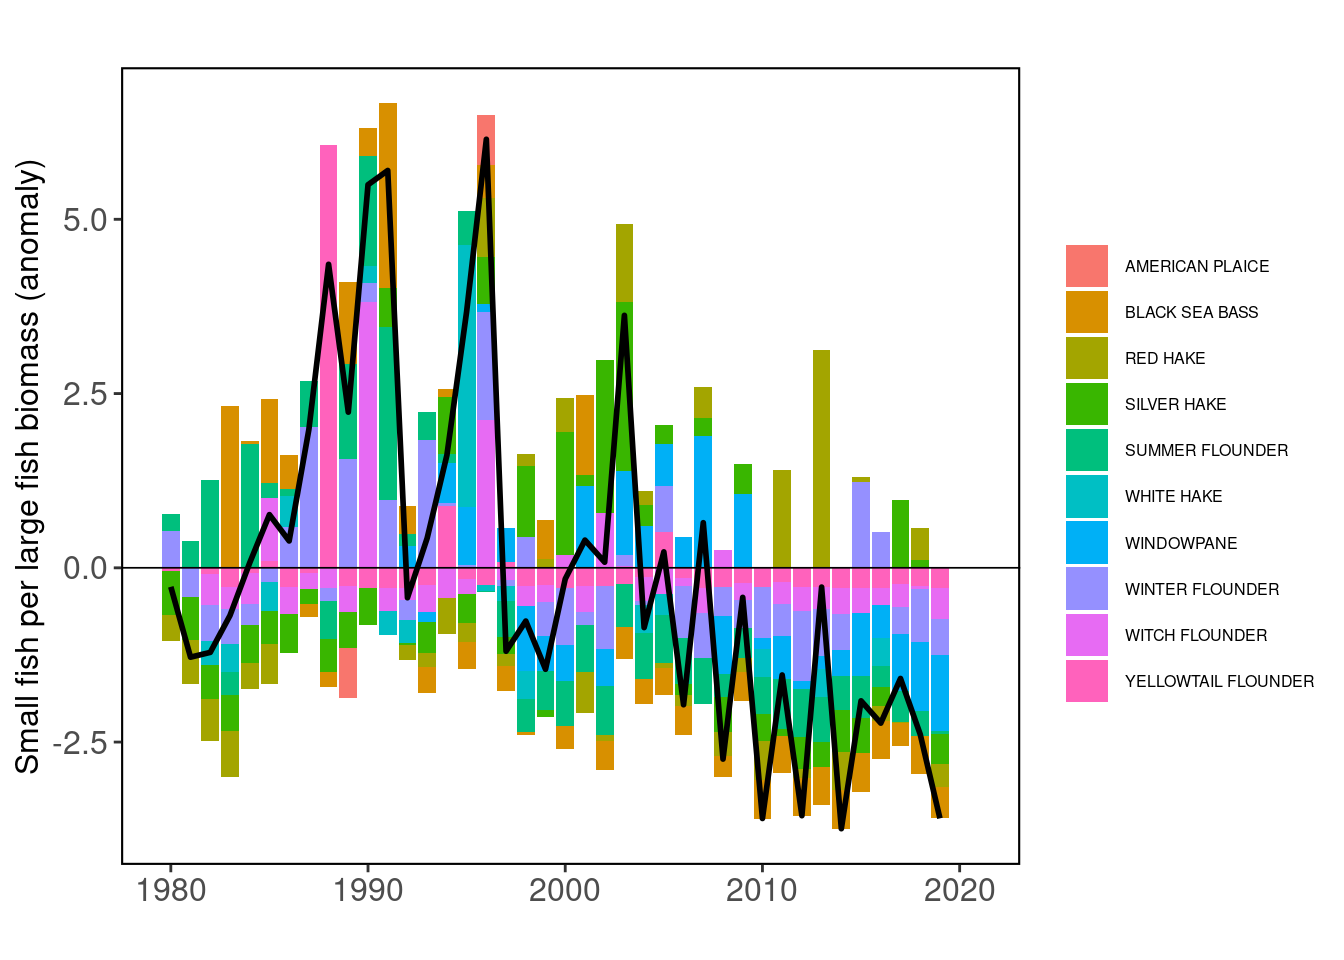 Small fish per large fish biomass (anomaly)
5.0
2.5
0.0
-2.5
1980
1990
2000
2010
2020
AMERICAN PLAICE
BLACK SEA BASS
RED HAKE
SILVER HAKE
SUMMER FLOUNDER
WHITE HAKE
WINDOWPANE
WINTER FLOUNDER
WITCH FLOUNDER
YELLOWTAIL FLOUNDER